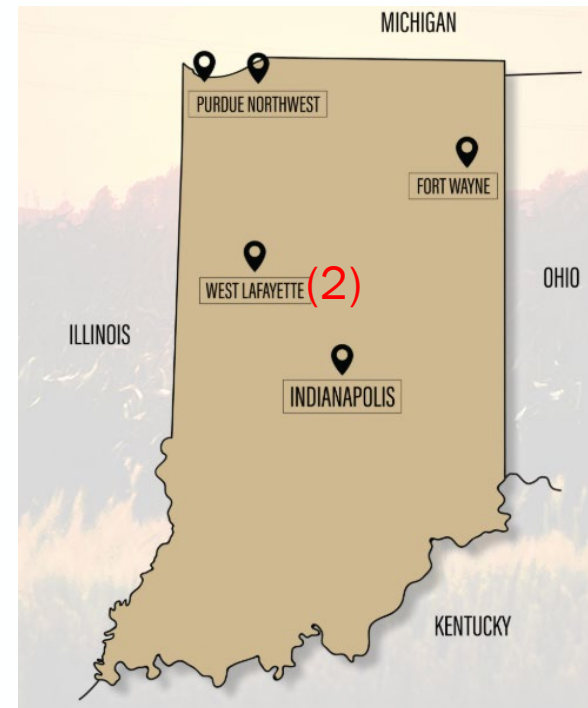 MICHIGAN
PURDUE NORTHWEST
FORT WAYNE
WEST LAFAYETTE (2)
OHIO
ILLINOIS
INDIANAPOLIS
KENTUCKY